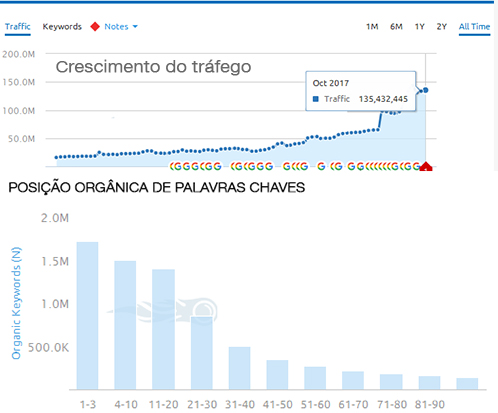 Traffic Keywords Notes 1M 6M 1Y 2Y All Time
200.0M
Crescimento do tráfego
Oct 2017
150.0M
Traffic 135,432,445
100.0M
50.0M
G G G G G G G G G G G G G G G G G G G G G G G G
POSIÇÃO ORGÂNICA DE PALAVRAS CHAVES
2.0M
1.5M
1.0M
500.0K
Organic Keywords (N)
1-3 4-10 11-20 21-30 31-40 41-50 51-60 61-70 71-80 81-90